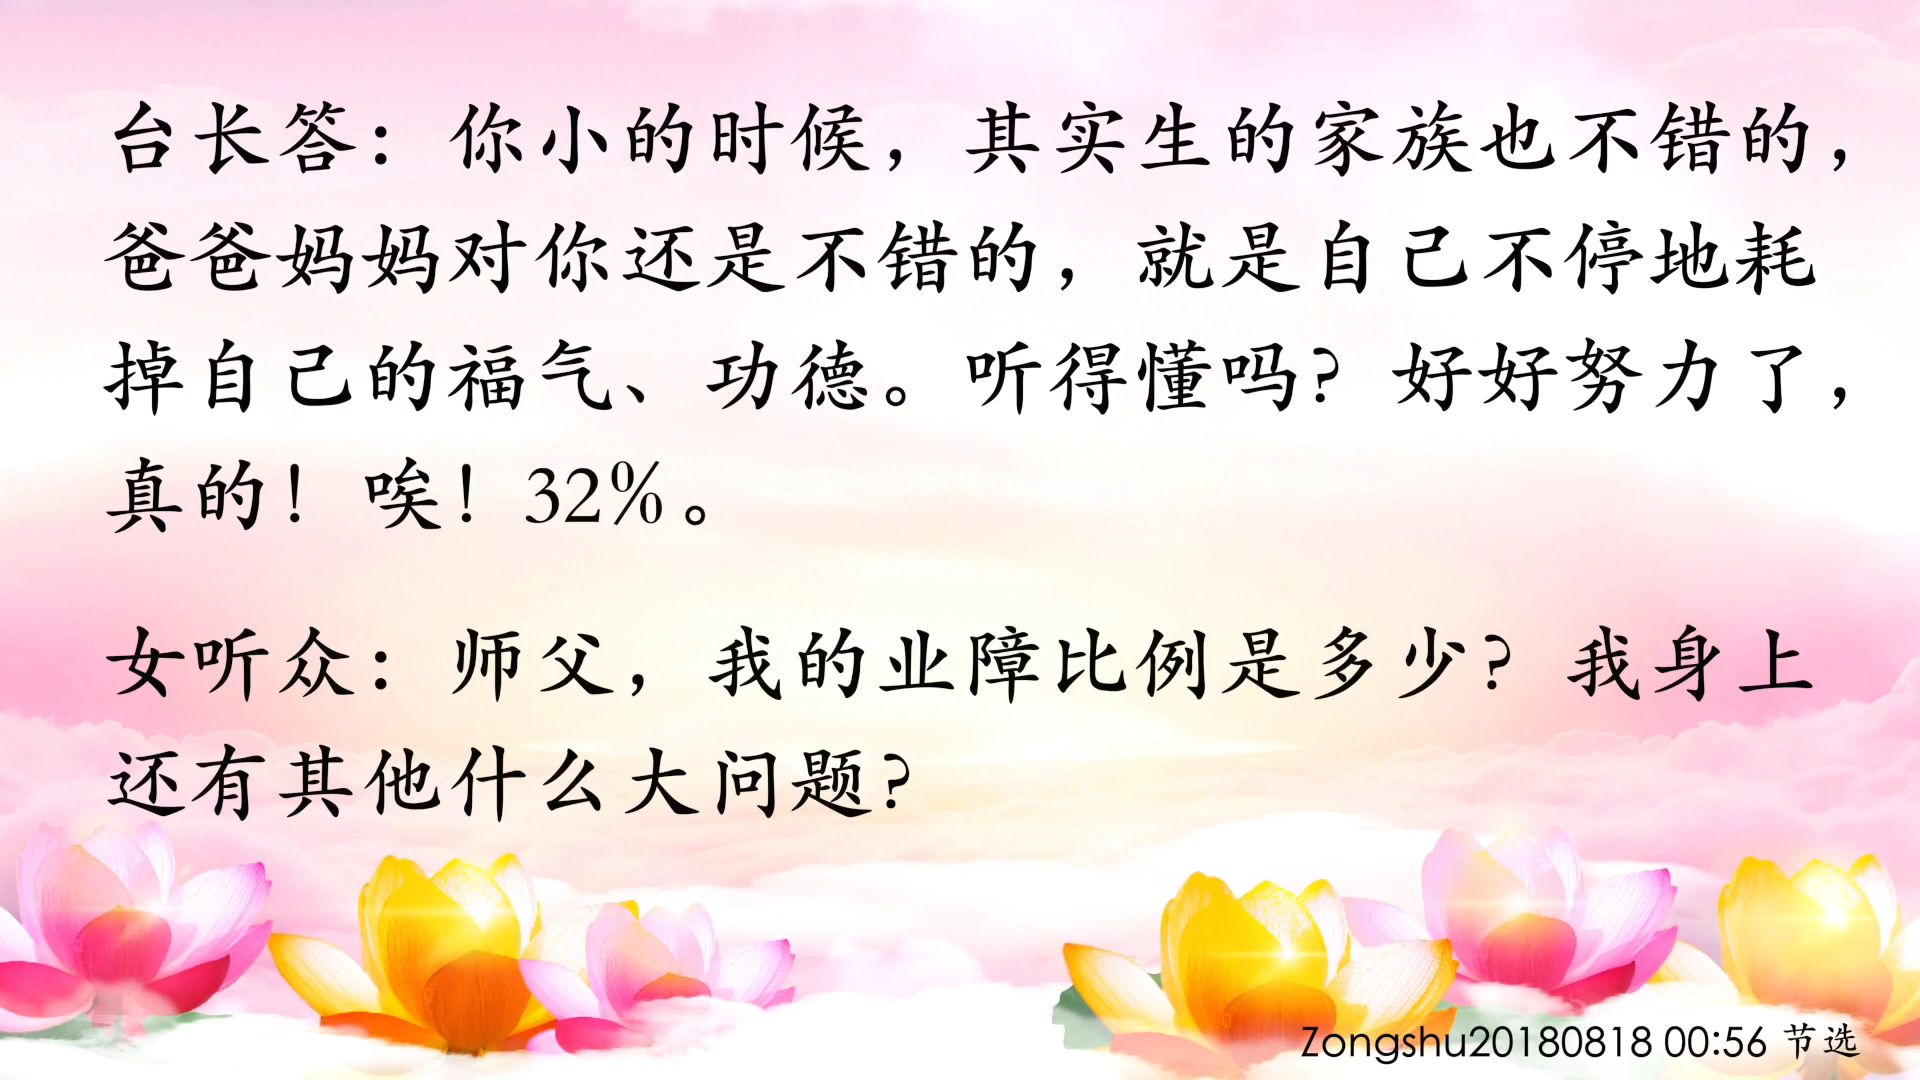 台长答：你小的时候，其实生的家族也不错的，
爸爸妈妈对你还是不错的，就是自己不停地耗
掉自己的福气、功德。听得懂吗？好好努力了，
真的！唉！32%。
女听众：师父，我的业障比例是多少？我身上
还有其他什么大问题？
Zongshu20180818 00:56 节选